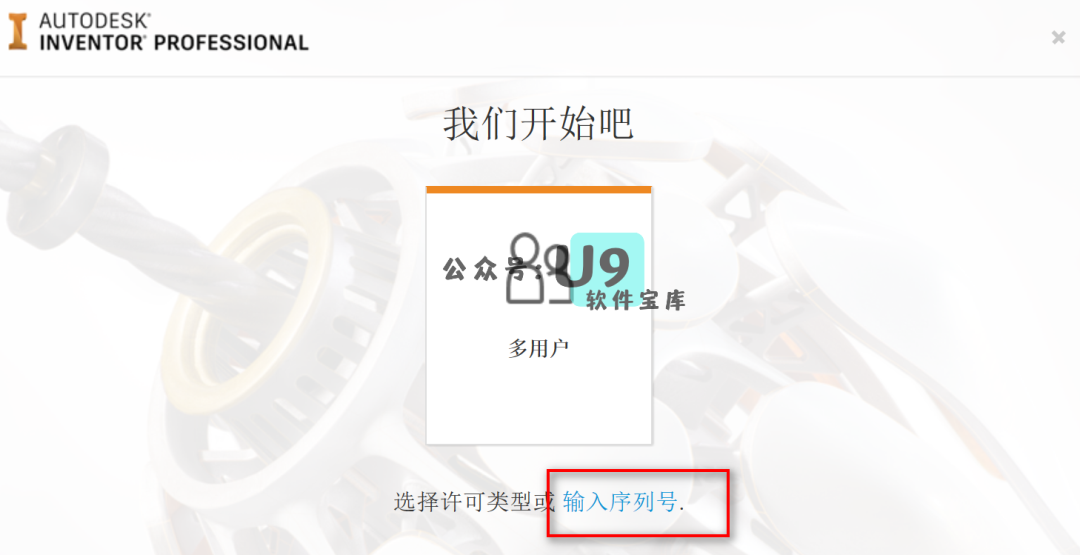 AUTODESK®
INVENTOR® PROFESSIONAL
我们开始吧
公众号:U9
软件宝库
多用户
选择许可类型或 输入序列号.